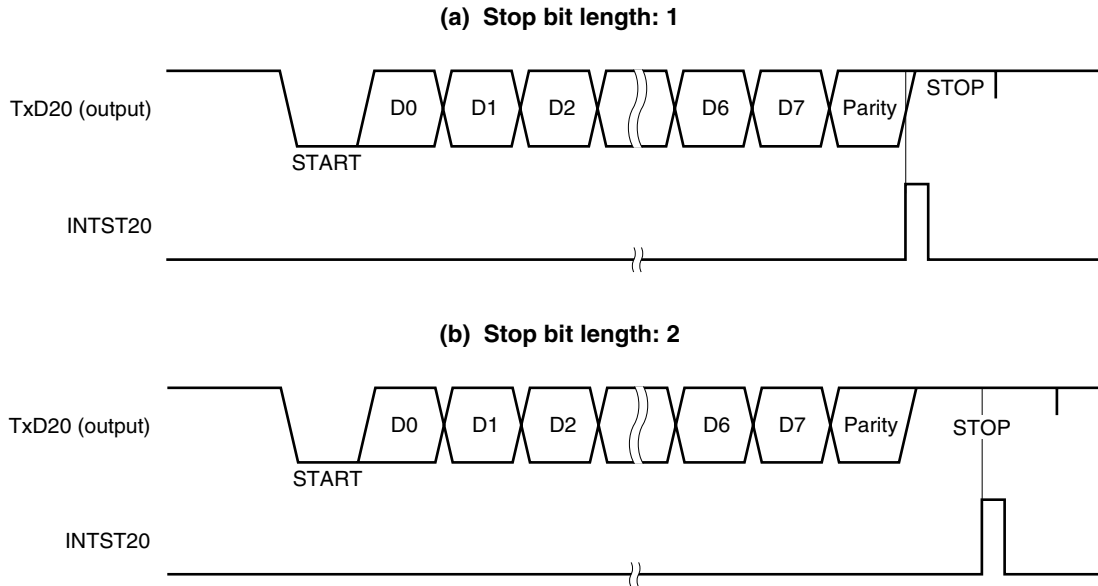 (a) Stop bit length: 1
TxD20 (output)
D0 D1 D2 D6 D7 Parity
STOP
START
INTST20
(b) Stop bit length: 2
TxD20 (output)
D0 D1 D2 D6 D7 Parity
STOP
START
INTST20